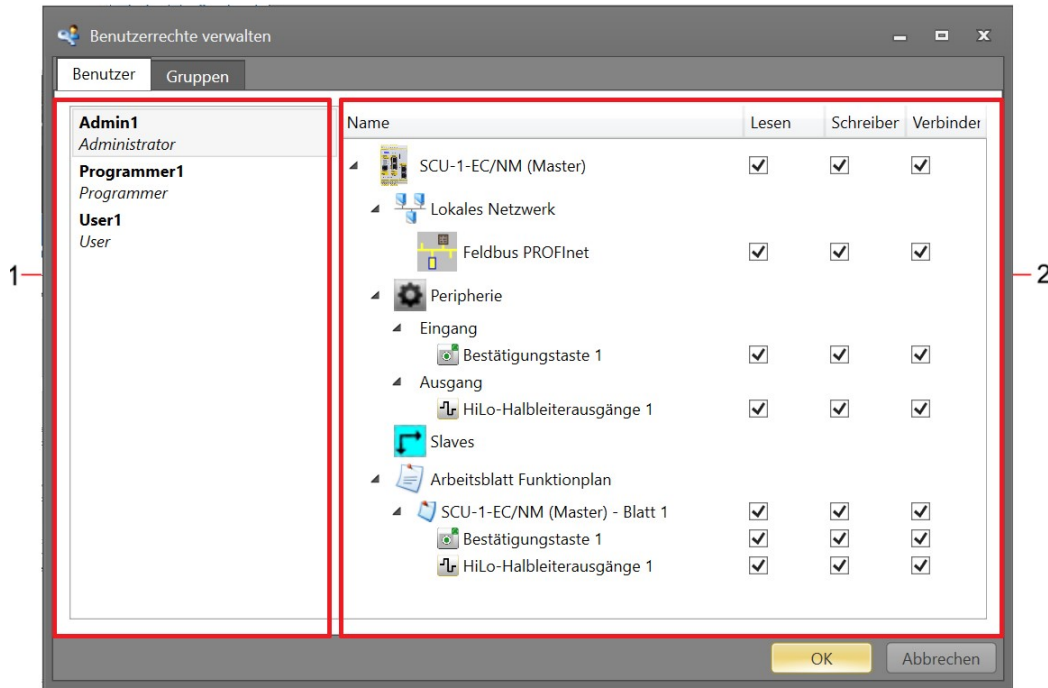 Benutzerrechte verwalten
Benutzer Gruppen
Admin1
Administrator
Programmer1
Programmer
User1
User
1
Name Lesen Schreiber Verbinder
SCU-1-EC/NM (Master)
Lokales Netzwerk
Feldbus PROFInet
Peripherie
Eingang
Bestätigungstaste 1
Ausgang
HiLo-Halbleiterausgänge 1
Slaves
Arbeitsblatt Funktionplan
SCU-1-EC/NM (Master) - Blatt 1
Bestätigungstaste 1
HiLo-Halbleiterausgänge 1
2
OK Abbrechen